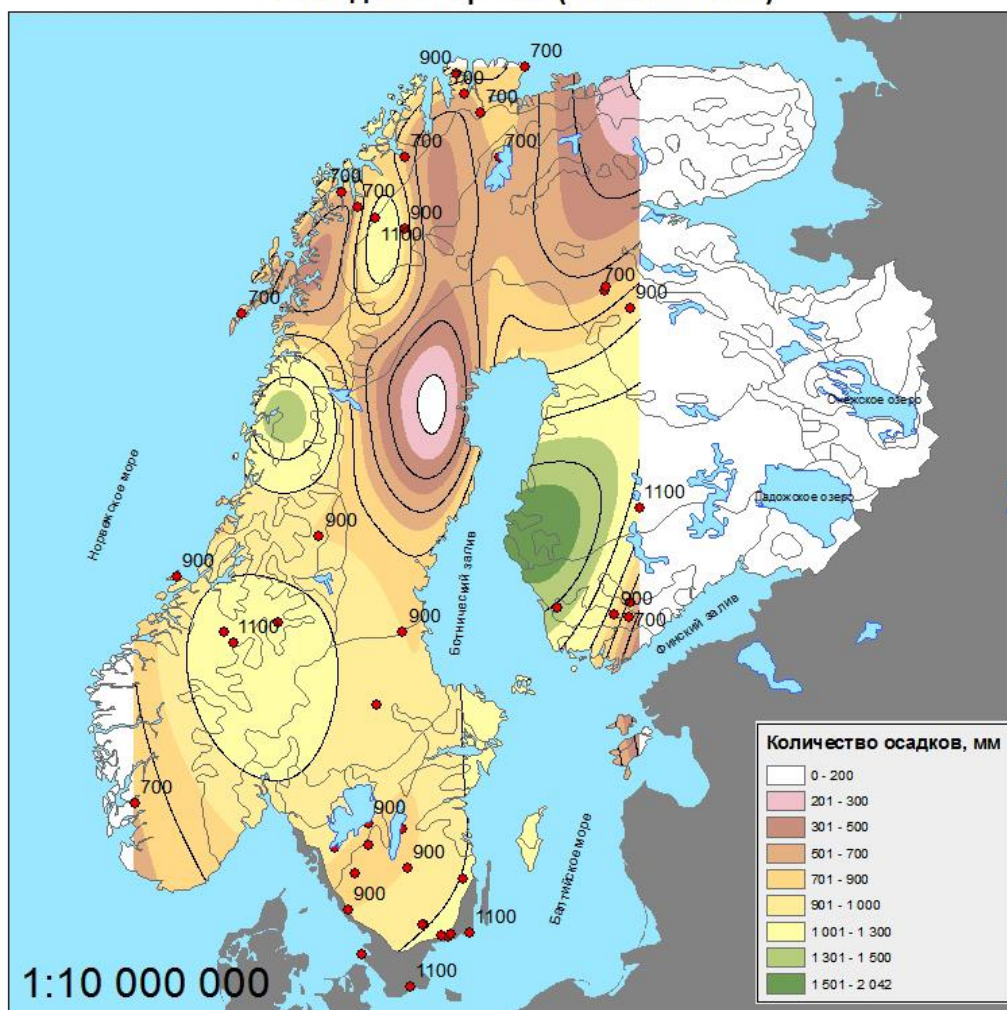 700
900
700
700
700
700
700
700
900
1100
700
900
700
Онежское озеро
Норвежское море
1100
Ладожское озеро
900
900
Ботнический залив
900
700
Финский залив
900
1100
700
900
900
900
1100
1100
Балтийское море
1:10 000 000
Количество осадков, мм
0 - 200
201 - 300
301 - 500
501 - 700
701 - 900
901 - 1 000
1 001 - 1 300
1 301 - 1 500
1 501 - 2 042